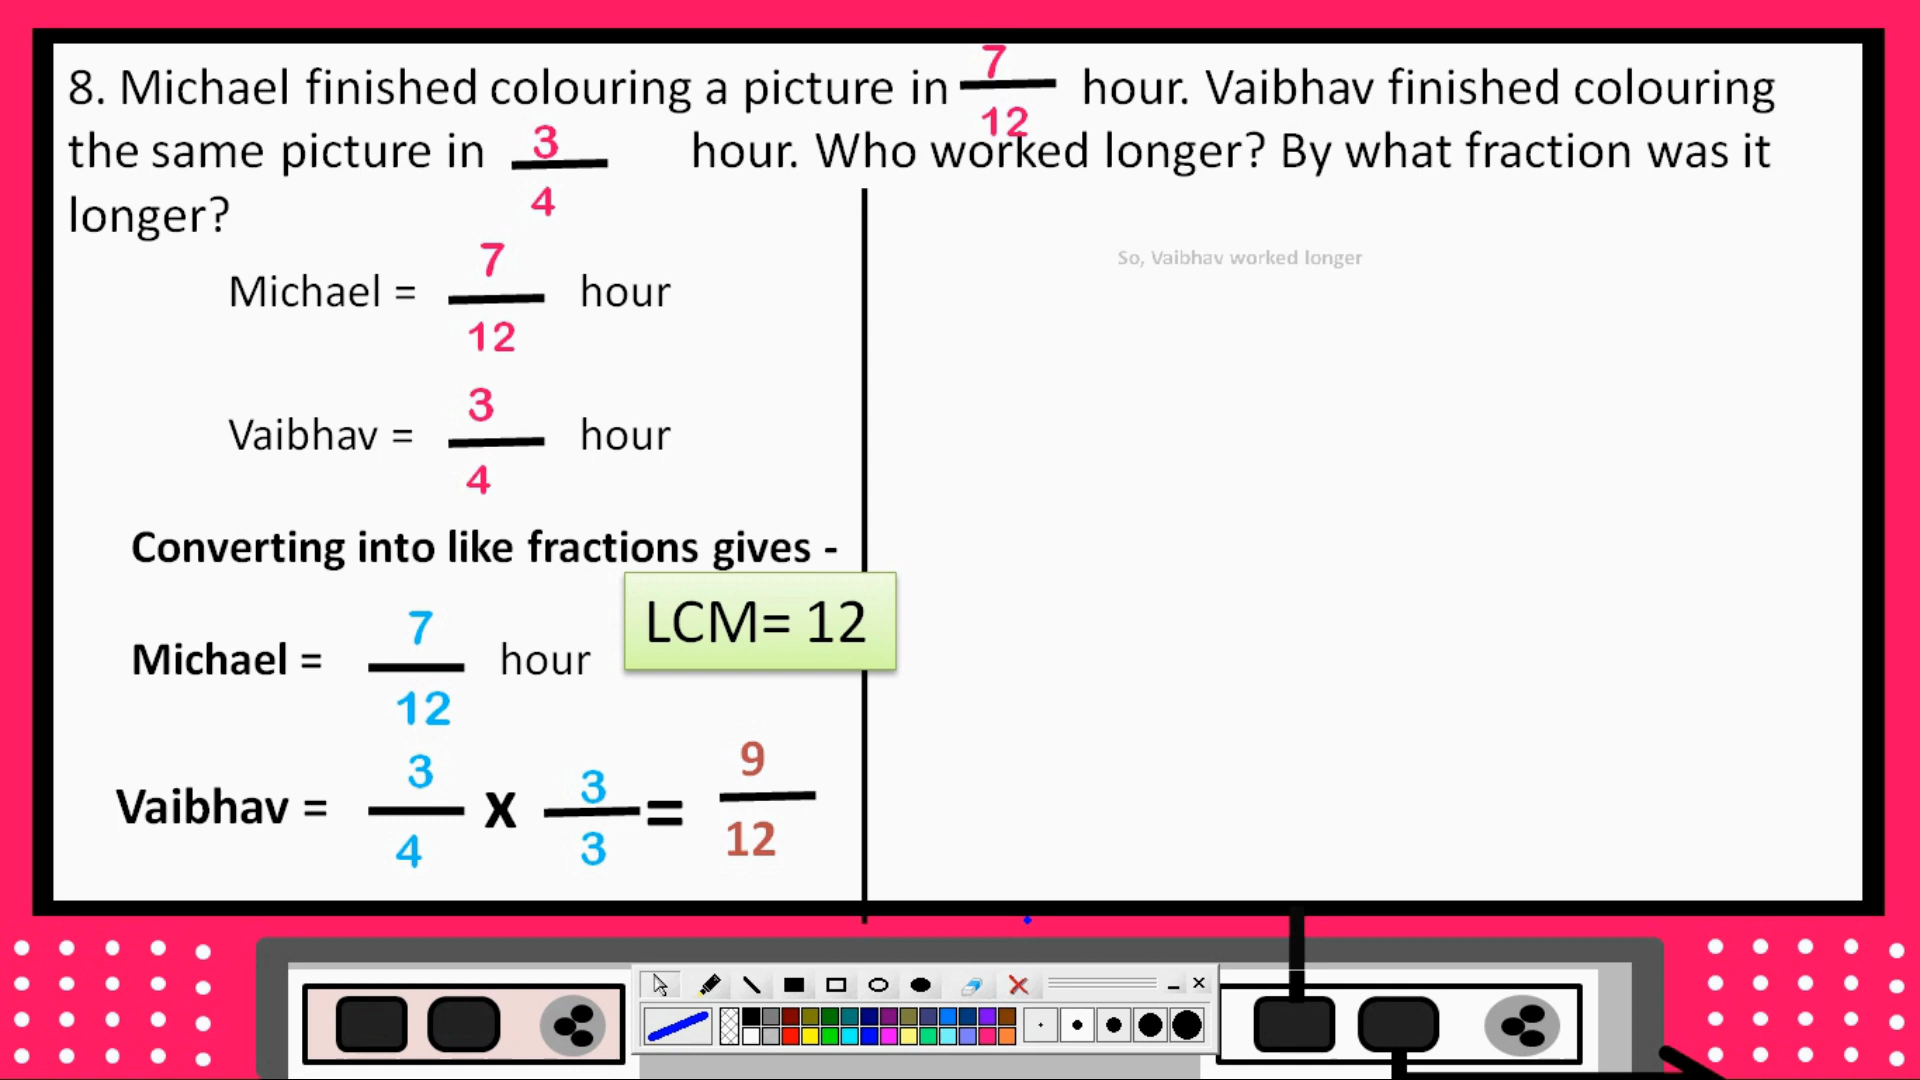 8. Michael finished colouring a picture in 7/12 hour. Vaibhav finished colouring
the same picture in 3/4 hour. Who worked longer? By what fraction was it
longer?
Michael = 7/12 hour
Vaibhav = 3/4 hour
Converting into like fractions gives -
LCM= 12
Michael = 7/12 hour
Vaibhav = 3/4 X 3/3 = 9/12
So, Vaibhav worked longer